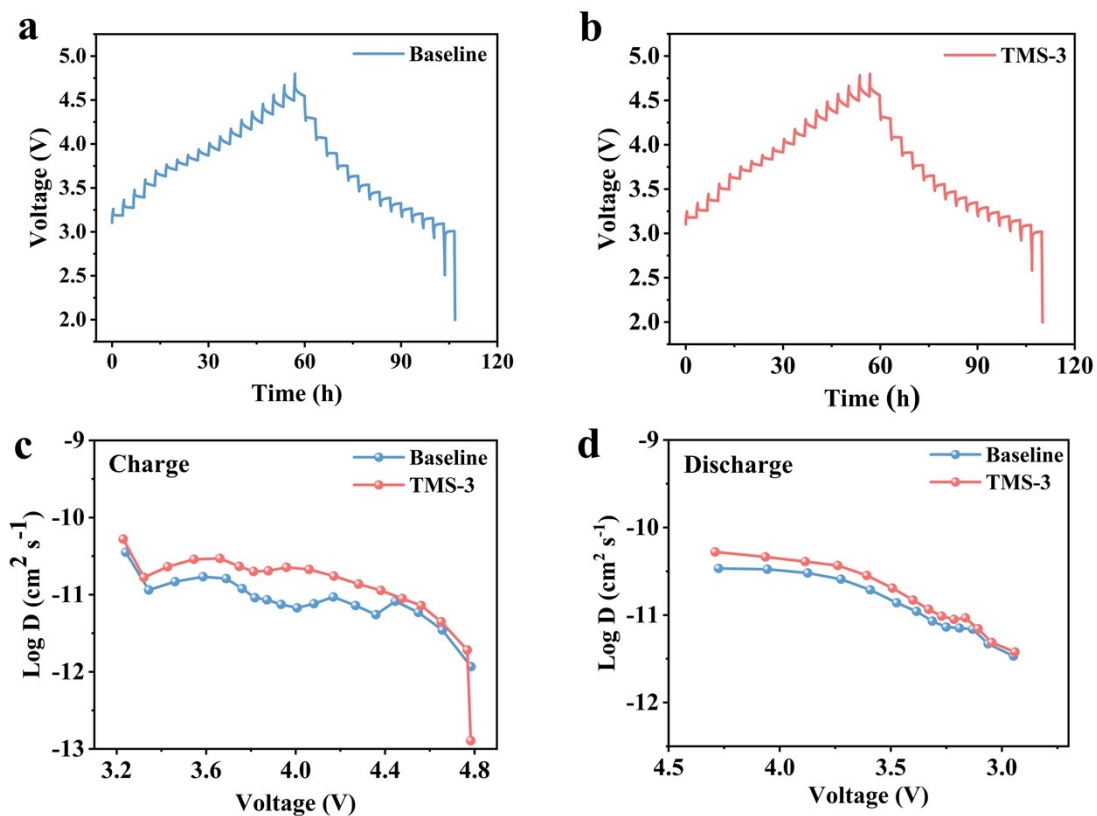 a
Baseline
5.0
4.5
4.0
3.5
3.0
2.5
2.0
Voltage (V)
0 30 60 90 120
Time (h)
b
TMS-3
5.0
4.5
4.0
3.5
3.0
2.5
2.0
Voltage (V)
0 30 60 90 120
Time (h)
c
Charge
Baseline
TMS-3
-9
-10
-11
-12
-13
Log D (cm² s⁻¹)
3.2 3.6 4.0 4.4 4.8
Voltage (V)
d
Discharge
Baseline
TMS-3
-9
-10
-11
-12
Log D (cm² s⁻¹)
4.5 4.0 3.5 3.0
Voltage (V)